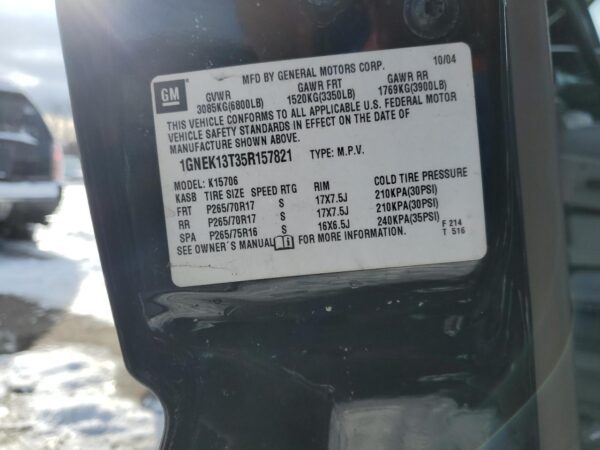 GM
MFD BY GENERAL MOTORS CORP. 10/04
GVWR GAWR FRT GAWR RR
3085KG(6800LB) 1520KG(3350LB) 1769KG(3900LB)
THIS VEHICLE CONFORMS TO ALL APPLICABLE U.S. FEDERAL MOTOR
VEHICLE SAFETY STANDARDS IN EFFECT ON THE DATE OF
MANUFACTURE SHOWN ABOVE.
1GNEK13T35R157821 TYPE: M.P.V.
MODEL: K15706
KASB TIRE SIZE SPEED RTG RIM COLD TIRE PRESSURE
FRT P265/70R17 S 17X7.5J 210KPA(30PSI)
RR P265/70R17 S 17X7.5J 210KPA(30PSI)
SPA P265/75R16 S 16X6.5J 240KPA(35PSI)
SEE OWNER'S MANUAL FOR MORE INFORMATION.
F 214
T 516